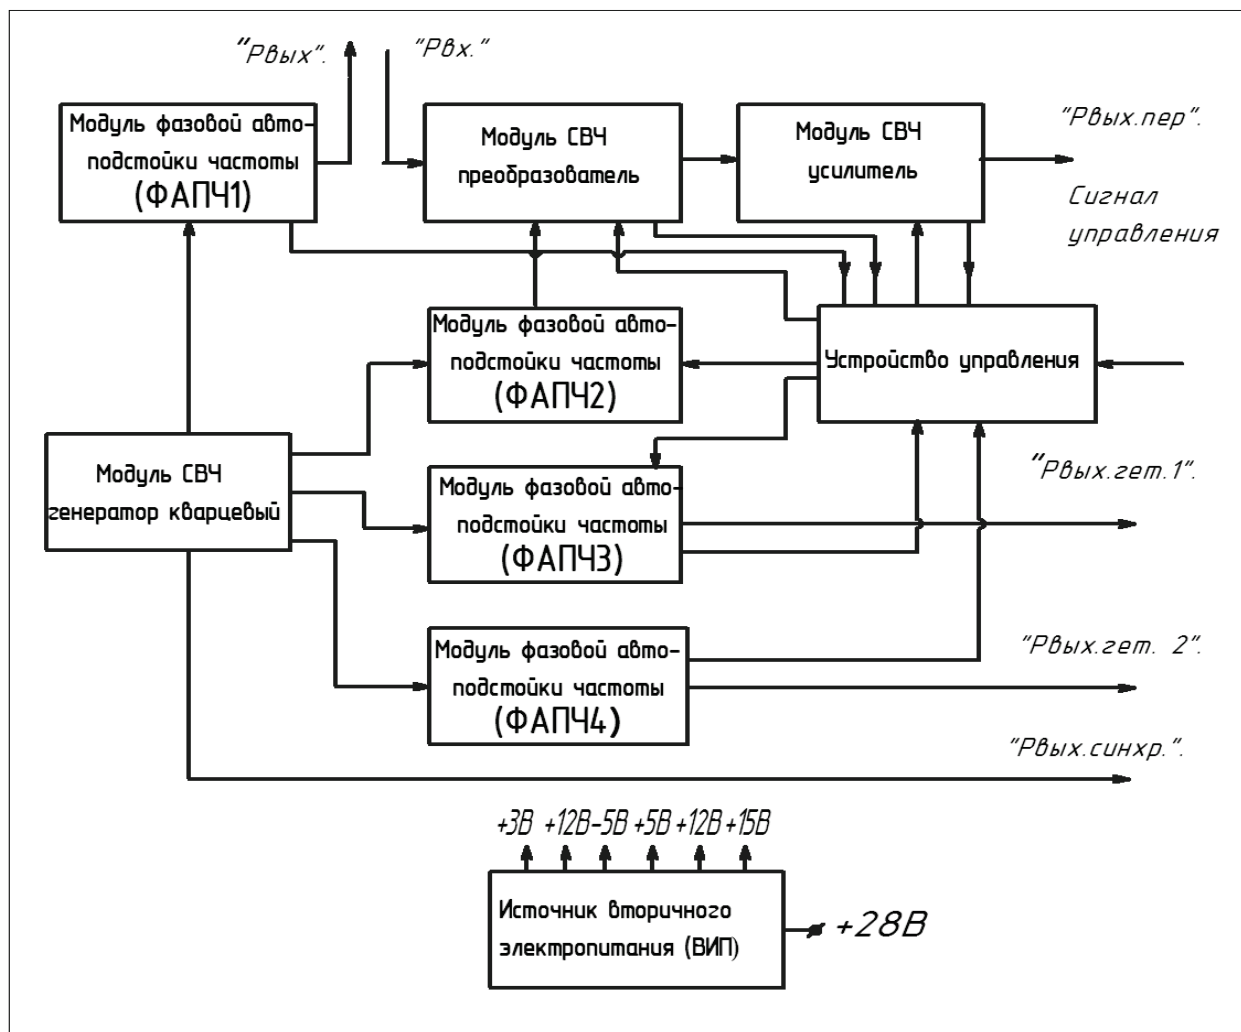 "Рвых".
"Рвх."
Модуль фазовой авто-
подстойки частоты
(ФАПЧ1)
Модуль СВЧ
преобразователь
Модуль СВЧ
усилитель
"Рвых.пер".
Сигнал
управления
Модуль фазовой авто-
подстойки частоты
(ФАПЧ2)
Устройство управления
Модуль СВЧ
генератор кварцевый
Модуль фазовой авто-
подстойки частоты
(ФАПЧ3)
"Рвых.гет.1".
Модуль фазовой авто-
подстойки частоты
(ФАПЧ4)
"Рвых.гет. 2".
"Рвых.синхр.".
+3В +12В -5В +5В +12В +15В
Источник вторичного
электропитания (ВИП)
+28В